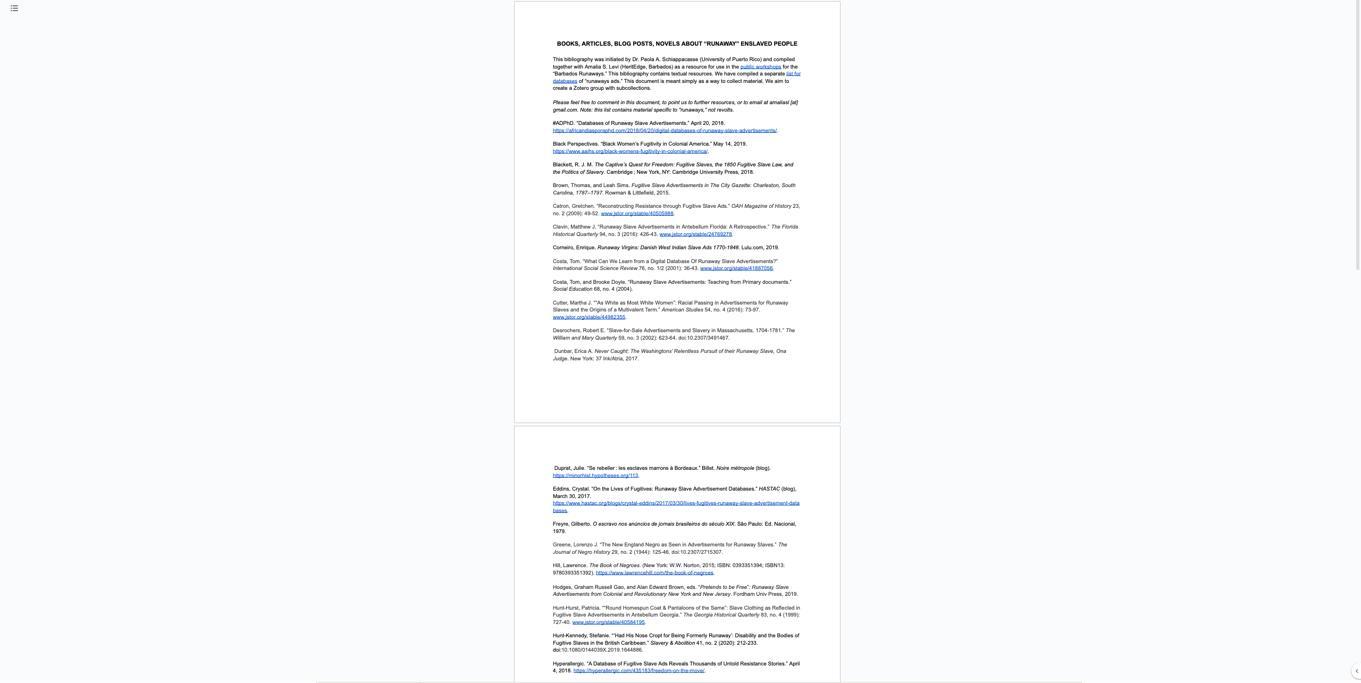 BOOKS, ARTICLES, BLOG POSTS, NOVELS ABOUT “RUNAWAY” ENSLAVED PEOPLE
This bibliography was initiated by Dr. Paola A. Schiappacasse (University of Puerto Rico) and compiled
together with Amalia S. Levi (HeritEdge, Barbados) as a resource for use in the public workshops for the
“Barbados Runaways.” This bibliography contains textual resources. We have compiled a separate list for
databases of “runaways ads.” This document is meant simply as a way to collect material. We aim to
create a Zotero group with subcollections.
Please feel free to comment in this document, to point us to further resources, or to email at amaliasl [at]
gmail.com. Note: this list contains material specific to “runaways,” not revolts.
#ADPhD. “Databases of Runaway Slave Advertisements.” April 20, 2018.
https://africandiasporaphd.com/2018/04/20/digital-databases-of-runaway-slave-advertisements/.
Black Perspectives. “Black Women’s Fugitivity in Colonial America.” May 14, 2019.
https://www.aaihs.org/black-womens-fugitivity-in-colonial-america/.
Blackett, R. J. M. The Captive’s Quest for Freedom: Fugitive Slaves, the 1850 Fugitive Slave Law, and
the Politics of Slavery. Cambridge ; New York, NY: Cambridge University Press, 2018.
Brown, Thomas, and Leah Sims. Fugitive Slave Advertisements in The City Gazette: Charleston, South
Carolina, 1787–1797. Rowman & Littlefield, 2015.
Catron, Gretchen. “Reconstructing Resistance through Fugitive Slave Ads.” OAH Magazine of History 23,
no. 2 (2009): 49-52. www.jstor.org/stable/40505988.
Clavin, Matthew J. “Runaway Slave Advertisements in Antebellum Florida: A Retrospective.” The Florida
Historical Quarterly 94, no. 3 (2016): 426-43. www.jstor.org/stable/24769278.
Corneiro, Enrique. Runaway Virgins: Danish West Indian Slave Ads 1770-1848. Lulu.com, 2019.
Costa, Tom. “What Can We Learn from a Digital Database Of Runaway Slave Advertisements?”
International Social Science Review 76, no. 1/2 (2001): 36-43. www.jstor.org/stable/41887056.
Costa, Tom, and Brooke Doyle. “Runaway Slave Advertisements: Teaching from Primary documents.”
Social Education 68, no. 4 (2004).
Cutter, Martha J. “"As White as Most White Women": Racial Passing in Advertisements for Runaway
Slaves and the Origins of a Multivalent Term.” American Studies 54, no. 4 (2016): 73-97.
www.jstor.org/stable/44982355.
Desrochers, Robert E. “Slave-for-Sale Advertisements and Slavery in Massachusetts, 1704-1781.” The
William and Mary Quarterly 59, no. 3 (2002): 623-64. doi:10.2307/3491467.
Dunbar, Erica A. Never Caught: The Washingtons’ Relentless Pursuit of their Runaway Slave, Ona
Judge. New York: 37 Ink/Atria, 2017.
Duprat, Julie. “Se rebeller : les esclaves marrons à Bordeaux.” Billet. Noire métropole (blog).
https://minorhist.hypotheses.org/113.
Eddins, Crystal. “On the Lives of Fugitives: Runaway Slave Advertisement Databases.” HASTAC (blog),
March 30, 2017.
https://www.hastac.org/blogs/crystal-eddins/2017/03/30/lives-fugitives-runaway-slave-advertisement-data
bases.
Freyre, Gilberto. O escravo nos anúncios de jornais brasileiros do século XIX. São Paulo: Ed. Nacional,
1979.
Greene, Lorenzo J. “The New England Negro as Seen in Advertisements for Runaway Slaves.” The
Journal of Negro History 29, no. 2 (1944): 125-46. doi:10.2307/2715307.
Hill, Lawrence. The Book of Negroes. (New York: W.W. Norton, 2015; ISBN: 0393351394; ISBN13:
9780393351392). https://www.lawrencehill.com/the-book-of-negroes.
Hodges, Graham Russell Gao, and Alan Edward Brown, eds. “Pretends to be Free”: Runaway Slave
Advertisements from Colonial and Revolutionary New York and New Jersey. Fordham Univ Press, 2019.
Hunt-Hurst, Patricia. “"Round Homespun Coat & Pantaloons of the Same": Slave Clothing as Reflected in
Fugitive Slave Advertisements in Antebellum Georgia.” The Georgia Historical Quarterly 83, no. 4 (1999):
727-40. www.jstor.org/stable/40584195.
Hunt-Kennedy, Stefanie. “‘Had His Nose Cropt for Being Formerly Runaway’: Disability and the Bodies of
Fugitive Slaves in the British Caribbean.” Slavery & Abolition 41, no. 2 (2020): 212-233.
doi:10.1080/0144039X.2019.1644886.
Hyperallergic. “A Database of Fugitive Slave Ads Reveals Thousands of Untold Resistance Stories.” April
4, 2018. https://hyperallergic.com/435183/freedom-on-the-move/.